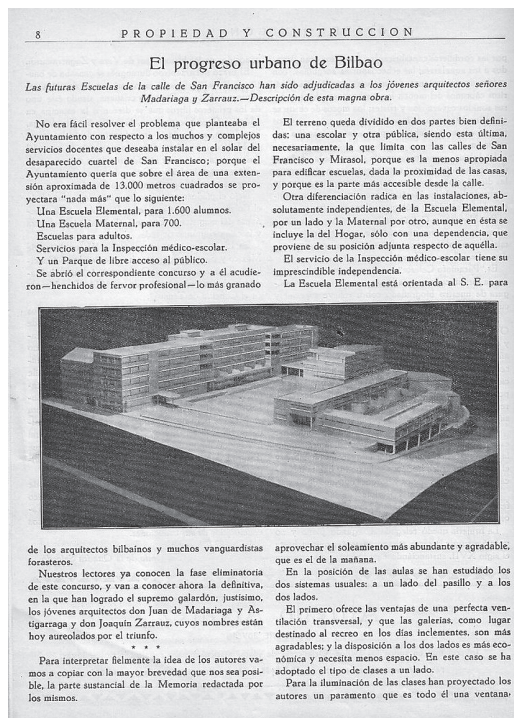 8 PROPIEDAD Y CONSTRUCCION
El progreso urbano de Bilbao
Las futuras Escuelas de la calle de San Francisco han sido adjudicadas a los jóvenes arquitectos señores
Madariaga y Zarrauz.—Descripción de esta magna obra.
No era fácil resolver el problema que planteaba el
Ayuntamiento con respecto a los muchos y complejos
servicios docentes que deseaba instalar en el solar del
desaparecido cuartel de San Francisco; porque el
Ayuntamiento quería que sobre el área de una exten-
sión aproximada de 13.000 metros cuadrados se pro-
yectara "nada más" que lo siguiente:
Una Escuela Elemental, para 1.600 alumnos.
Una Escuela Maternal, para 700.
Escuelas para adultos.
Servicios para la Inspección médico-escolar.
Y un Parque de libre acceso al público.
Se abrió el correspondiente concurso y a él acudie-
ron—henchidos de fervor profesional—lo más granado
de los arquitectos bilbaínos y muchos vanguardistas
forasteros.
Nuestros lectores ya conocen la fase eliminatoria
de este concurso, y van a conocer ahora la definitiva,
en la que han logrado el supremo galardón, justísimo,
los jóvenes arquitectos don Juan de Madariaga y As-
tigarraga y don Joaquín Zarrauz, cuyos nombres están
hoy aureolados por el triunfo.
* * *
Para interpretar fielmente la idea de los autores va-
mos a copiar con la mayor brevedad que nos sea posi-
ble, la parte sustancial de la Memoria redactada por
los mismos.
El terreno queda dividido en dos partes bien defini-
das: una escolar y otra pública, siendo esta última,
necesariamente, la que limita con las calles de San
Francisco y Mirasol, porque es la menos apropiada
para edificar escuelas, dada la proximidad de las casas,
y porque es la parte más accesible desde la calle.
Otra diferenciación radica en las instalaciones, ab-
solutamente independientes, de la Escuela Elemental,
por un lado y la Maternal por otro, aunque en ésta se
incluye la del Hogar, sólo con una dependencia, que
proviene de su posición adjunta respecto de aquélla.
El servicio de la Inspección médico-escolar tiene su
imprescindible independencia.
La Escuela Elemental está orientada al S. E. para
aprovechar el soleamiento más abundante y agradable,
que es el de la mañana.
En la posición de las aulas se han estudiado los
dos sistemas usuales: a un lado del pasillo y a los
dos lados.
El primero ofrece las ventajas de una perfecta ven-
tilación transversal, y que las galerías, como lugar
destinado al recreo en los días inclementes, son más
agradables; y la disposición a los dos lados es más eco-
nómica y necesita menos espacio. En este caso se ha
adoptado el tipo de clases a un lado.
Para la iluminación de las clases han proyectado los
autores un paramento que es todo él una ventana,